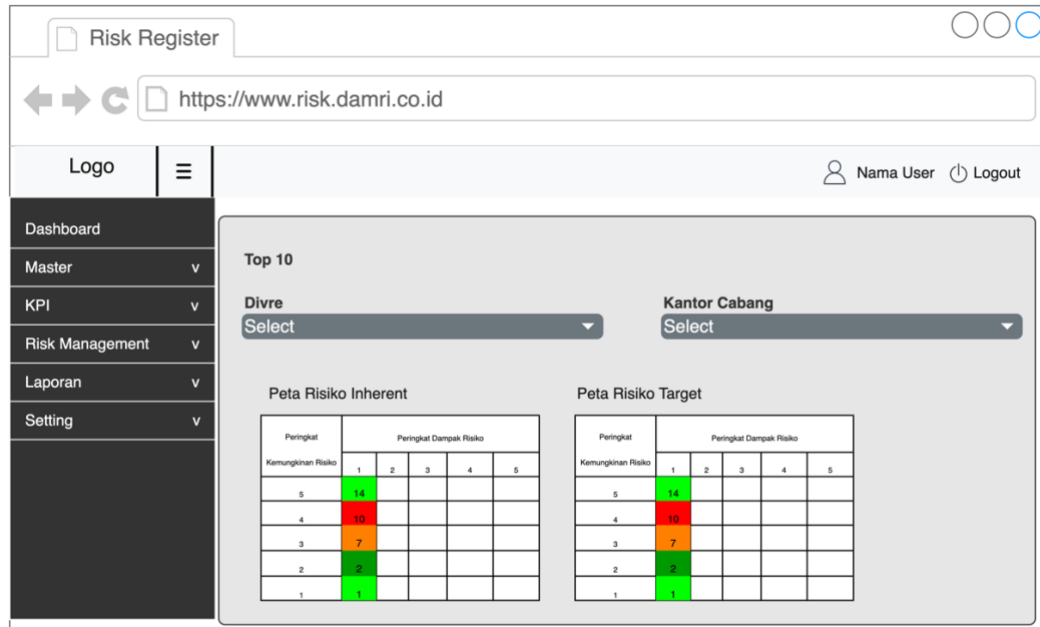 Risk Register
https://www.risk.damri.co.id
Logo
☰
Nama User
Logout
Dashboard
Master v
KPI v
Risk Management v
Laporan v
Setting v
Top 10
Divre
Select
Kantor Cabang
Select
Peta Risiko Inherent
Peringkat
Kemungkinan Risiko
Peringkat Dampak Risiko
1 2 3 4 5
5 14
4 10
3 7
2 2
1 1
Peta Risiko Target
Peringkat
Kemungkinan Risiko
Peringkat Dampak Risiko
1 2 3 4 5
5 14
4 10
3 7
2 2
1 1